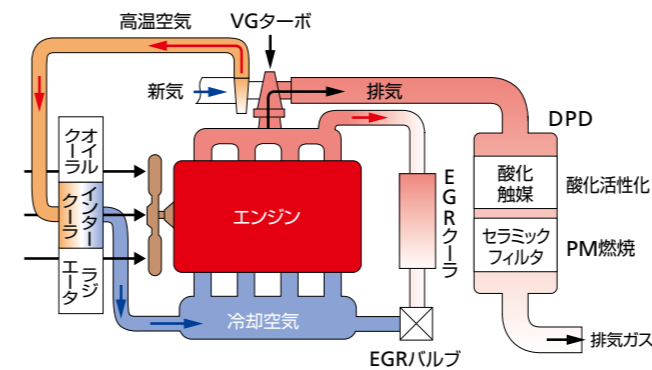 高温空気
VGターボ
新気
排気
DPD
オイル
クーラ
インター
クーラ
ラジ
エータ
エンジン
EGRクーラ
酸化
触媒
酸化活性化
セラミック
フィルタ
PM燃焼
冷却空気
EGRバルブ
排気ガス